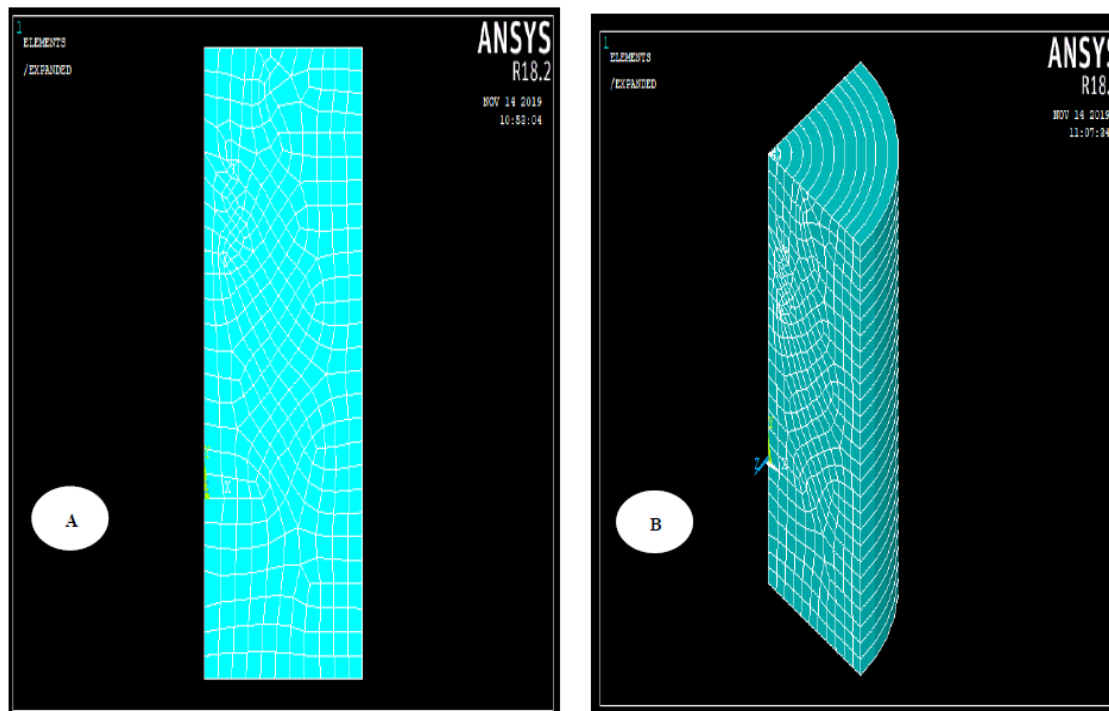 1
ELEMENTS
/EXPANDED
ANSYS
R18.2
NOV 14 2019
10:53:04
Y
Z
X
A
1
ELEMENTS
/EXPANDED
ANSYS
R18.
NOV 14 2019
11:07:34
Y
Z
X
B